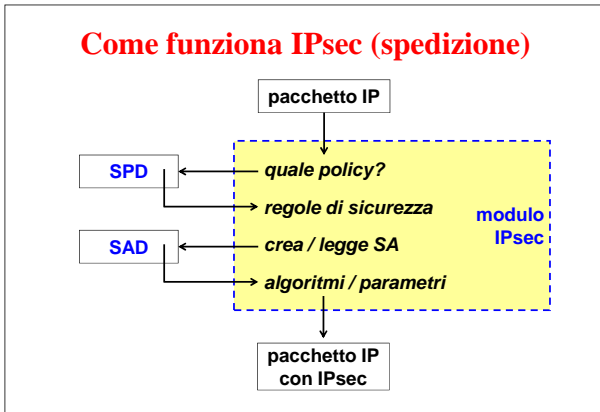 Come funziona IPsec (spedizione)
pacchetto IP
SPD
quale policy?
regole di sicurezza
modulo
IPsec
SAD
crea / legge SA
algoritmi / parametri
pacchetto IP
con IPsec